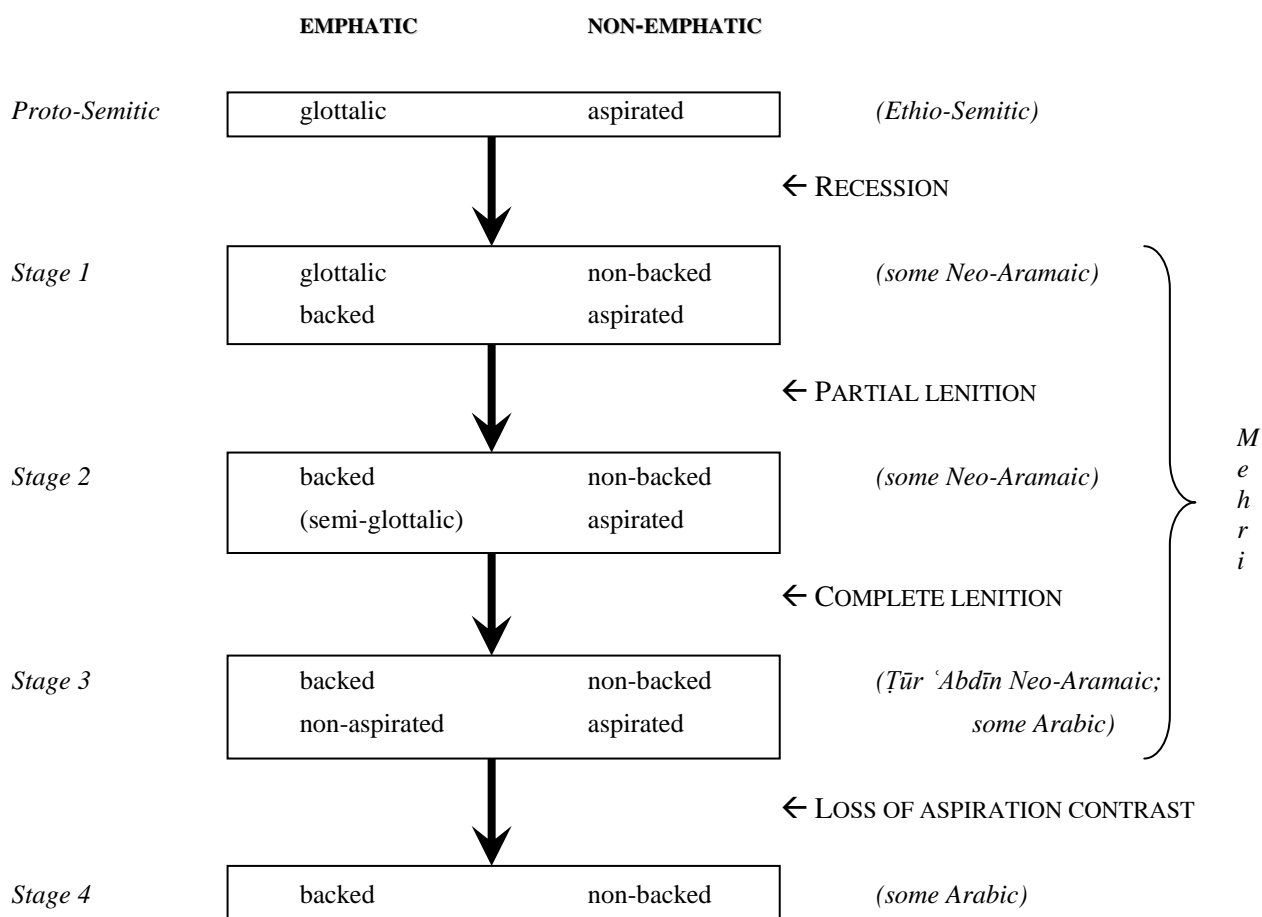 EMPHATIC NON-EMPHATIC
Proto-Semitic glottalic aspirated (Ethio-Semitic)
← RECESSION
Stage 1 glottalic non-backed (some Neo-Aramaic)
backed aspirated
← PARTIAL LENITION
Mehri
Stage 2 backed non-backed (some Neo-Aramaic)
(semi-glottalic) aspirated
← COMPLETE LENITION
Stage 3 backed non-backed (Ṭūr ʿAbdīn Neo-Aramaic;
non-aspirated aspirated some Arabic)
← LOSS OF ASPIRATION CONTRAST
Stage 4 backed non-backed (some Arabic)